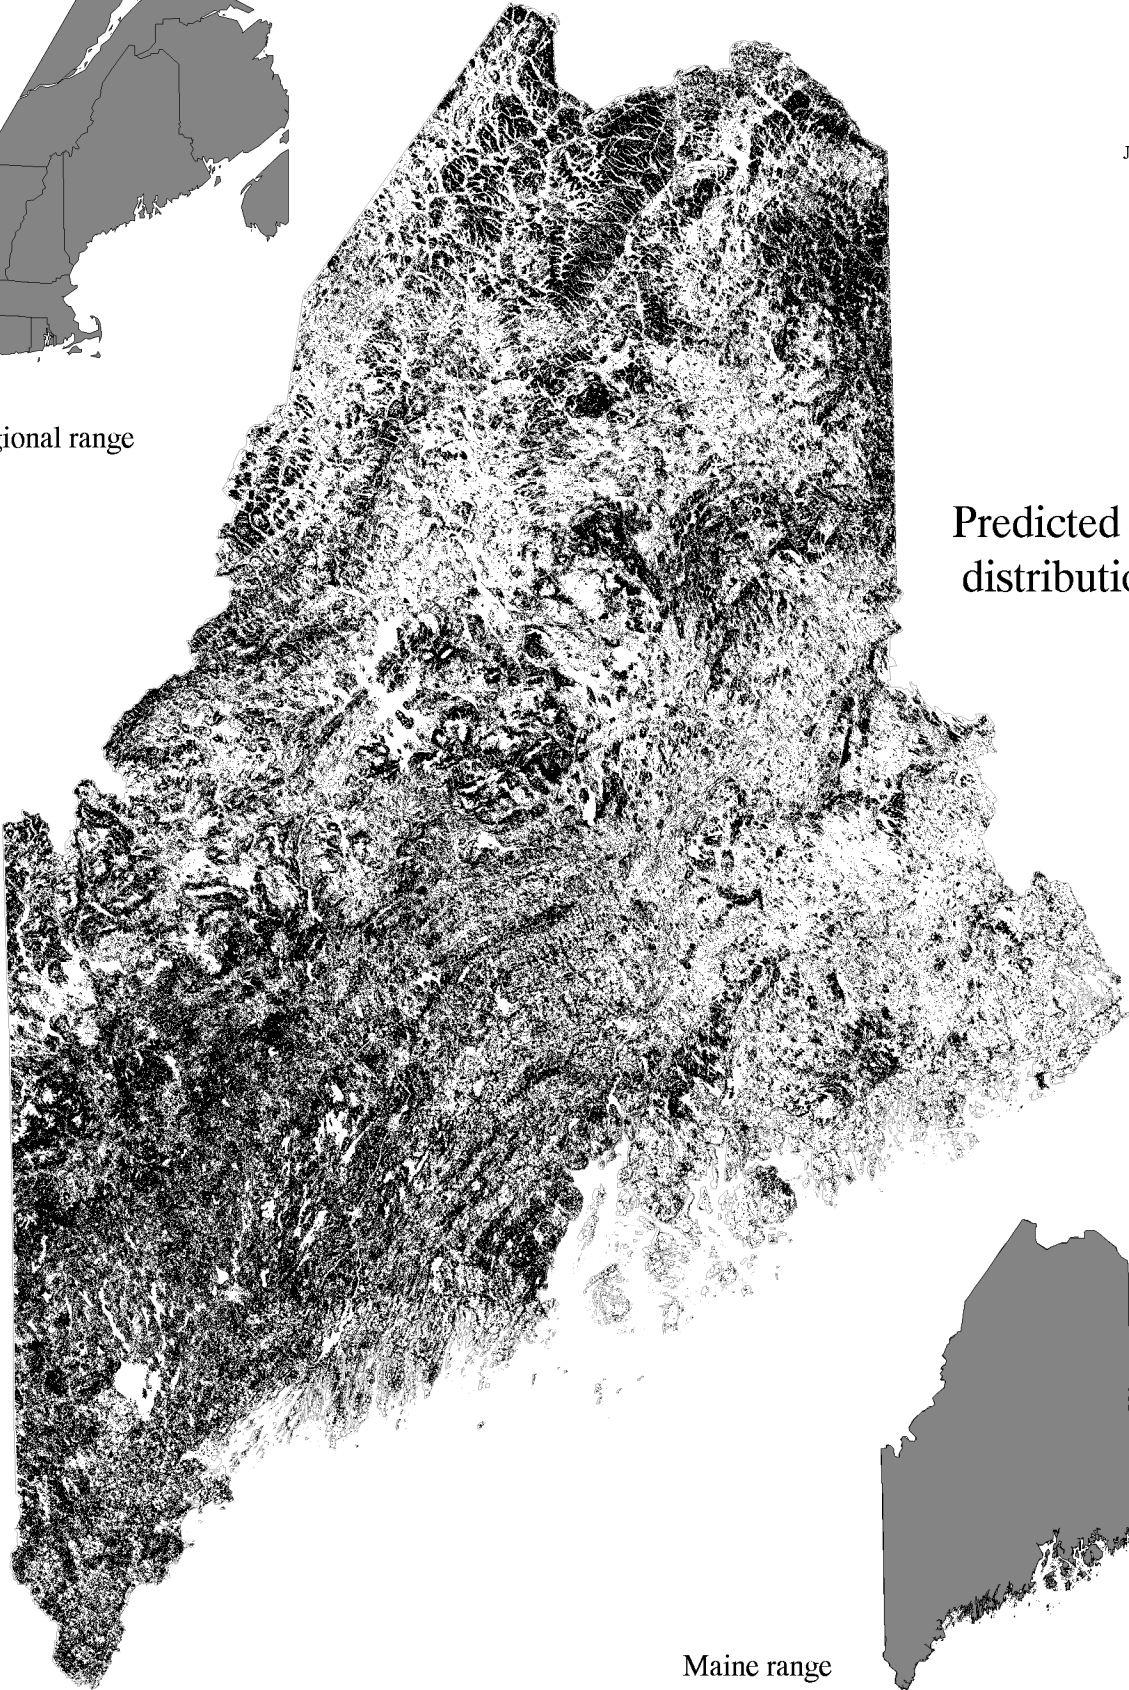 J
gional range
Predicted
distributio
Maine range